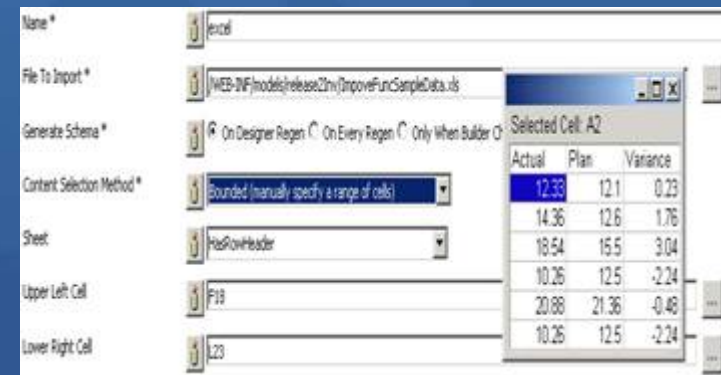 Name *
excel
File To Import *
/WEB-INF/models/release2Inv/ImpoveFuncSampleData.xls
Generate Schema *
On Designer Regen On Every Regen Only When Builder Ch
Content Selection Method *
Bounded (manually specify a range of cells)
Sheet
HasRowHeader
Upper Left Cell
F19
Lower Right Cell
L23
Selected Cell: A2
Actual Plan Variance
12.33 12.1 0.23
14.36 12.6 1.76
18.54 15.5 3.04
10.26 12.5 -2.24
20.88 21.36 -0.48
10.26 12.5 -2.24